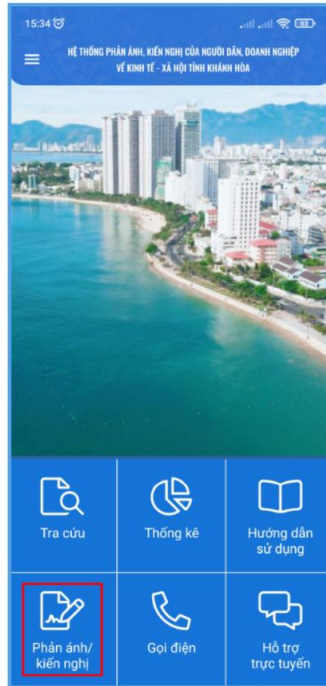 15:34
83
HỆ THỐNG PHẢN ÁNH, KIẾN NGHỊ CỦA NGƯỜI DÂN, DOANH NGHIỆP
VỀ KINH TẾ - XÃ HỘI TỈNH KHÁNH HÒA
Tra cứu
Thống kê
Hướng dẫn
sử dụng
Phản ánh/
kiến nghị
Gọi điện
Hỗ trợ
trực tuyến